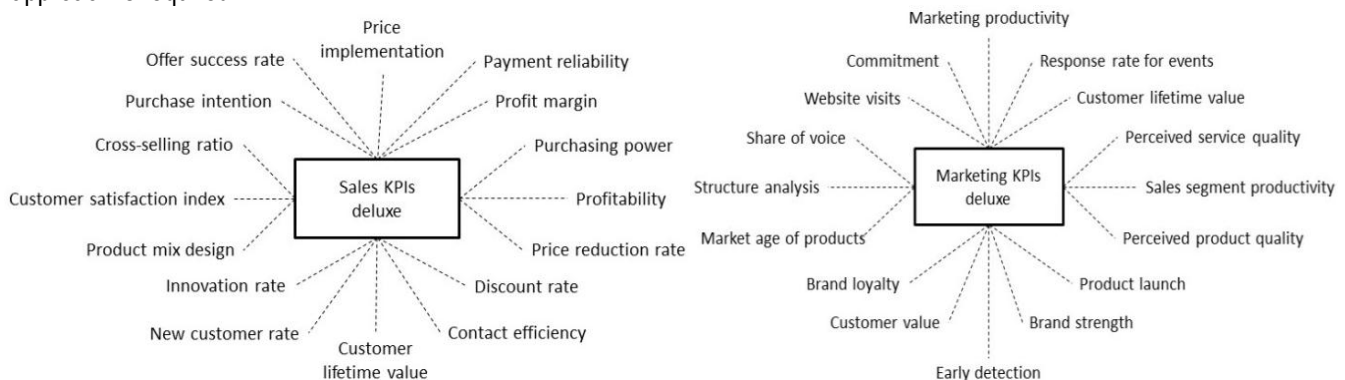 Price
implementation
Offer success rate
Payment reliability
Purchase intention
Profit margin
Cross-selling ratio
Purchasing power
Customer satisfaction index
Sales KPIs
deluxe
Profitability
Product mix design
Price reduction rate
Innovation rate
Discount rate
New customer rate
Contact efficiency
Customer
lifetime value
Marketing productivity
Commitment
Response rate for events
Website visits
Customer lifetime value
Share of voice
Perceived service quality
Structure analysis
Marketing KPIs
deluxe
Sales segment productivity
Market age of products
Perceived product quality
Brand loyalty
Product launch
Customer value
Brand strength
Early detection